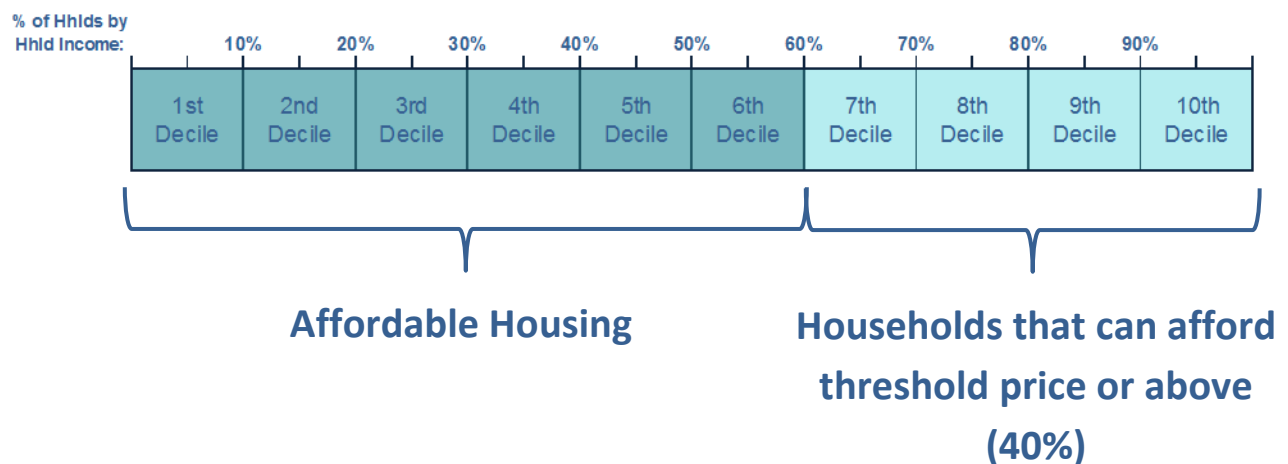 % of Hhlds by
Hhld Income: 10% 20% 30% 40% 50% 60% 70% 80% 90%
1st 2nd 3rd 4th 5th 6th 7th 8th 9th 10th
Decile Decile Decile Decile Decile Decile Decile Decile Decile Decile
Affordable Housing
Households that can afford
threshold price or above
(40%)